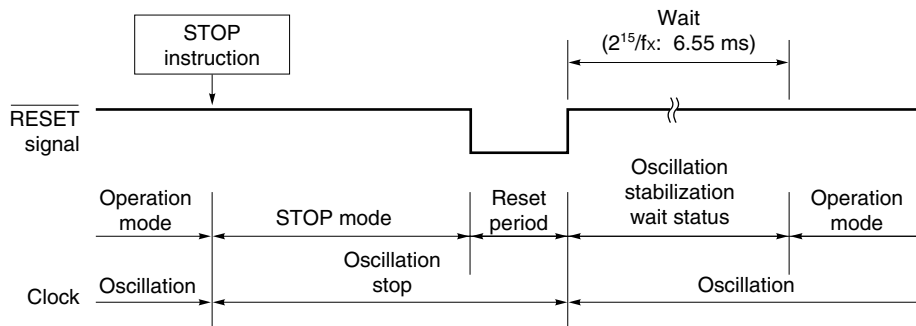 STOP
instruction
Wait
(2¹⁵/fx: 6.55 ms)
RESET
signal
Operation
mode
STOP mode
Reset
period
Oscillation
stabilization
wait status
Operation
mode
Clock
Oscillation
Oscillation
stop
Oscillation